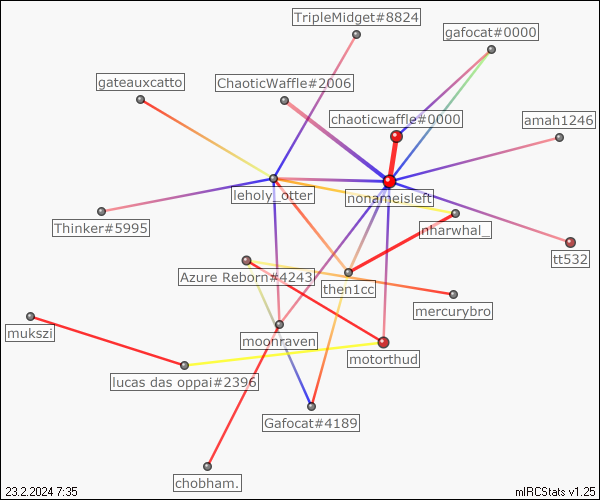 TripleMidget#8824
gafocat#0000
gateauxcatto
ChaoticWaffle#2006
chaoticwaffle#0000
amah1246
leholy_otter
nonameisleft
Thinker#5995
nharwhal_
tt532
Azure Reborn#4243
then1cc
mercurybro
mukszi
moonraven
motorthud
lucas das oppai#2396
Gafocat#4189
chobham.
23.2.2024 7:35
mIRCStats v1.25